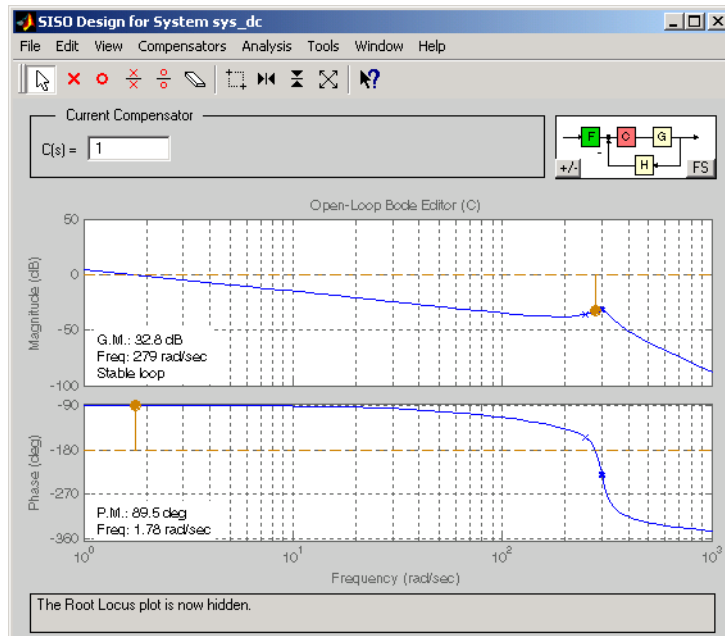 SISO Design for System sys_dc
File Edit View Compensators Analysis Tools Window Help
Current Compensator
C(s) = 1
F C G
H
+/- FS
Open-Loop Bode Editor (C)
50
0
-50
-100
Magnitude (dB)
G.M.: 32.8 dB
Freq: 279 rad/sec
Stable loop
-90
-180
-270
-360
Phase (deg)
P.M.: 89.5 deg
Freq: 1.78 rad/sec
10^0 10^1 10^2 10^3
Frequency (rad/sec)
The Root Locus plot is now hidden.